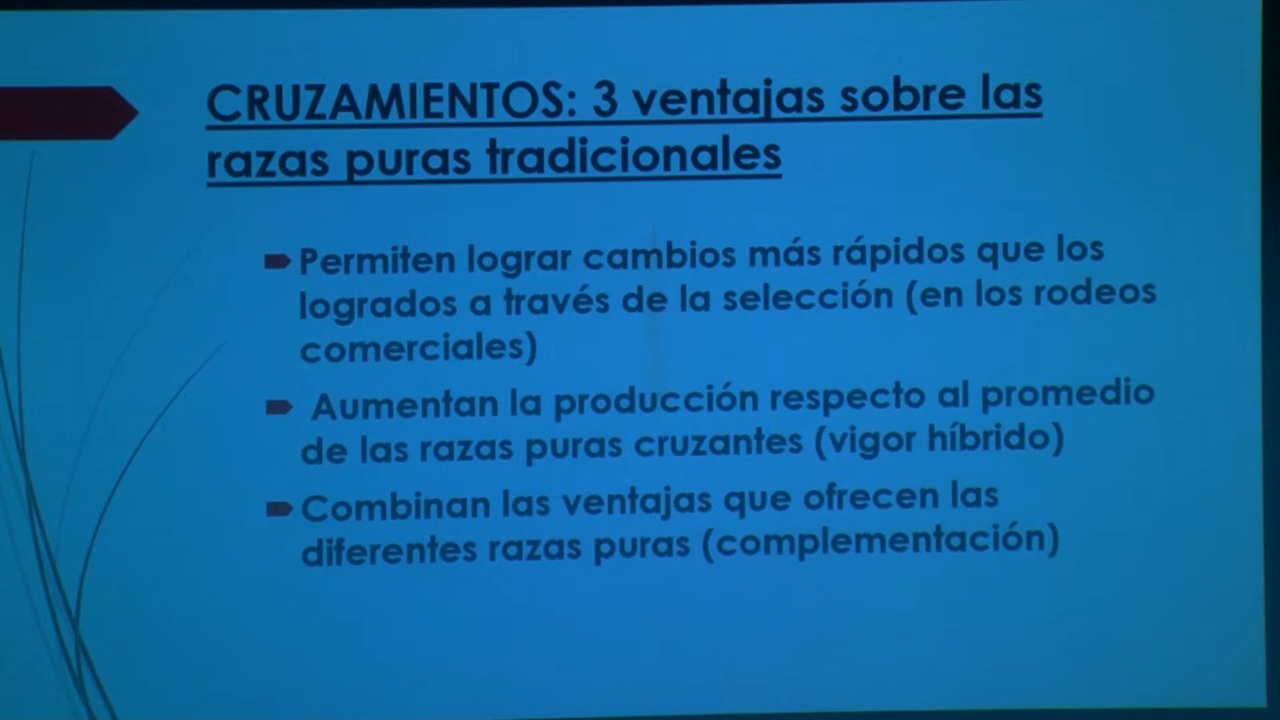 CRUZAMIENTOS: 3 ventajas sobre las
razas puras tradicionales
Permiten lograr cambios más rápidos que los
logrados a través de la selección (en los rodeos
comerciales)
Aumentan la producción respecto al promedio
de las razas puras cruzantes (vigor híbrido)
Combinan las ventajas que ofrecen las
diferentes razas puras (complementación)